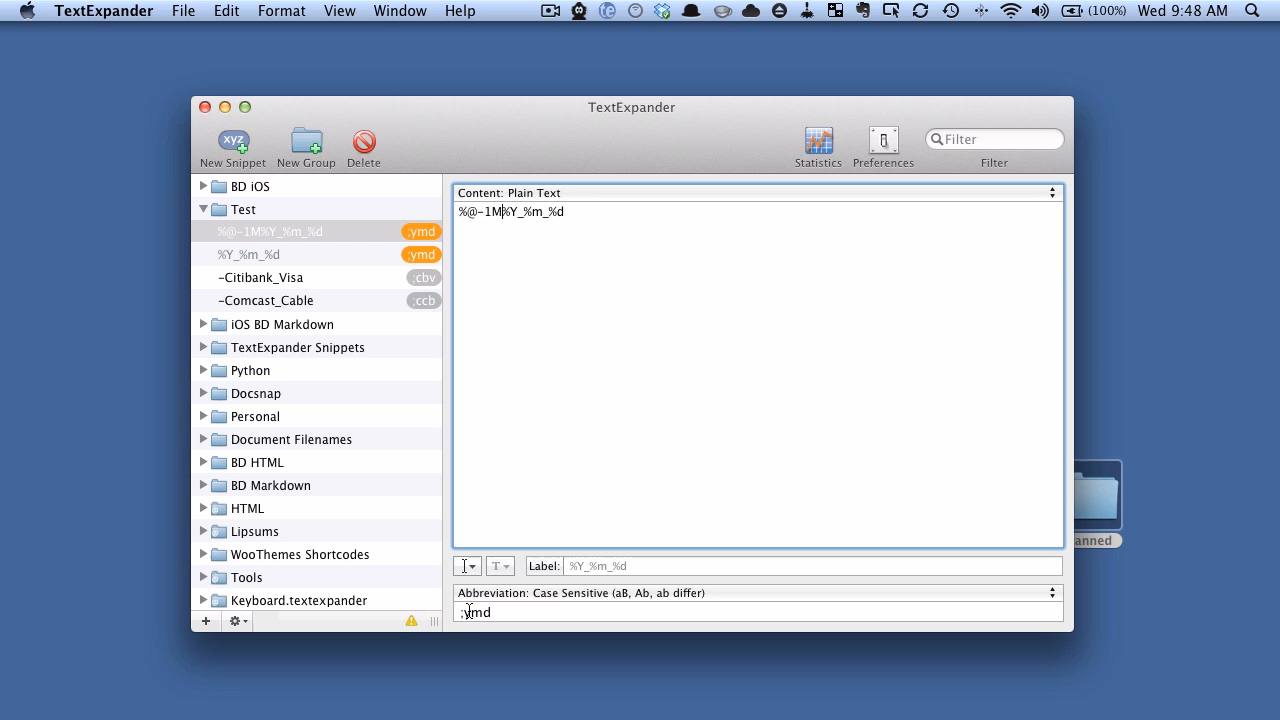 TextExpander File Edit Format View Window Help (100%) Wed 9:48 AM
TextExpander
xyz
New Snippet New Group Delete Statistics Preferences Filter
Filter
BD iOS
Test
%@-1M%Y_%m_%d ;ymd
%Y_%m_%d ;ymd
-Citibank_Visa ;cbv
-Comcast_Cable ;ccb
iOS BD Markdown
TextExpander Snippets
Python
Docsnap
Personal
Document Filenames
BD HTML
BD Markdown
HTML
Lipsums
WooThemes Shortcodes
Tools
Keyboard.textexpander
Content: Plain Text
%@-1M%Y_%m_%d
Label: %Y_%m_%d
Abbreviation: Case Sensitive (aB, Ab, ab differ)
;ymd
anned